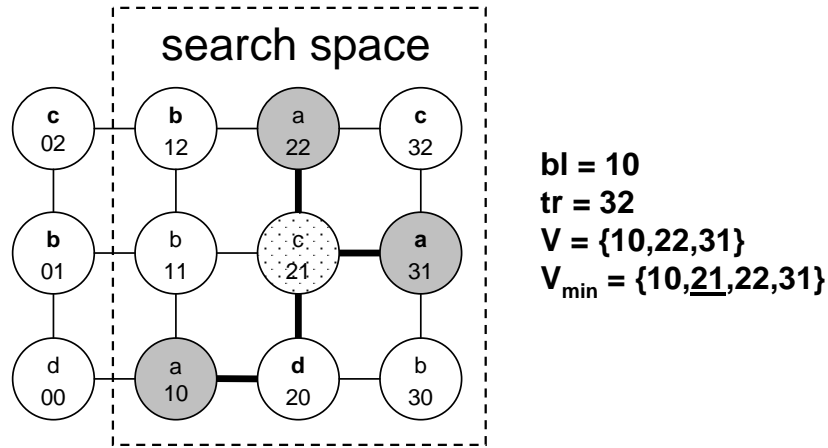 search space
c
02
b
12
a
22
c
32
b
01
b
11
c
21
a
31
d
00
a
10
d
20
b
30
bl = 10
tr = 32
V = {10,22,31}
Vmin = {10,21,22,31}